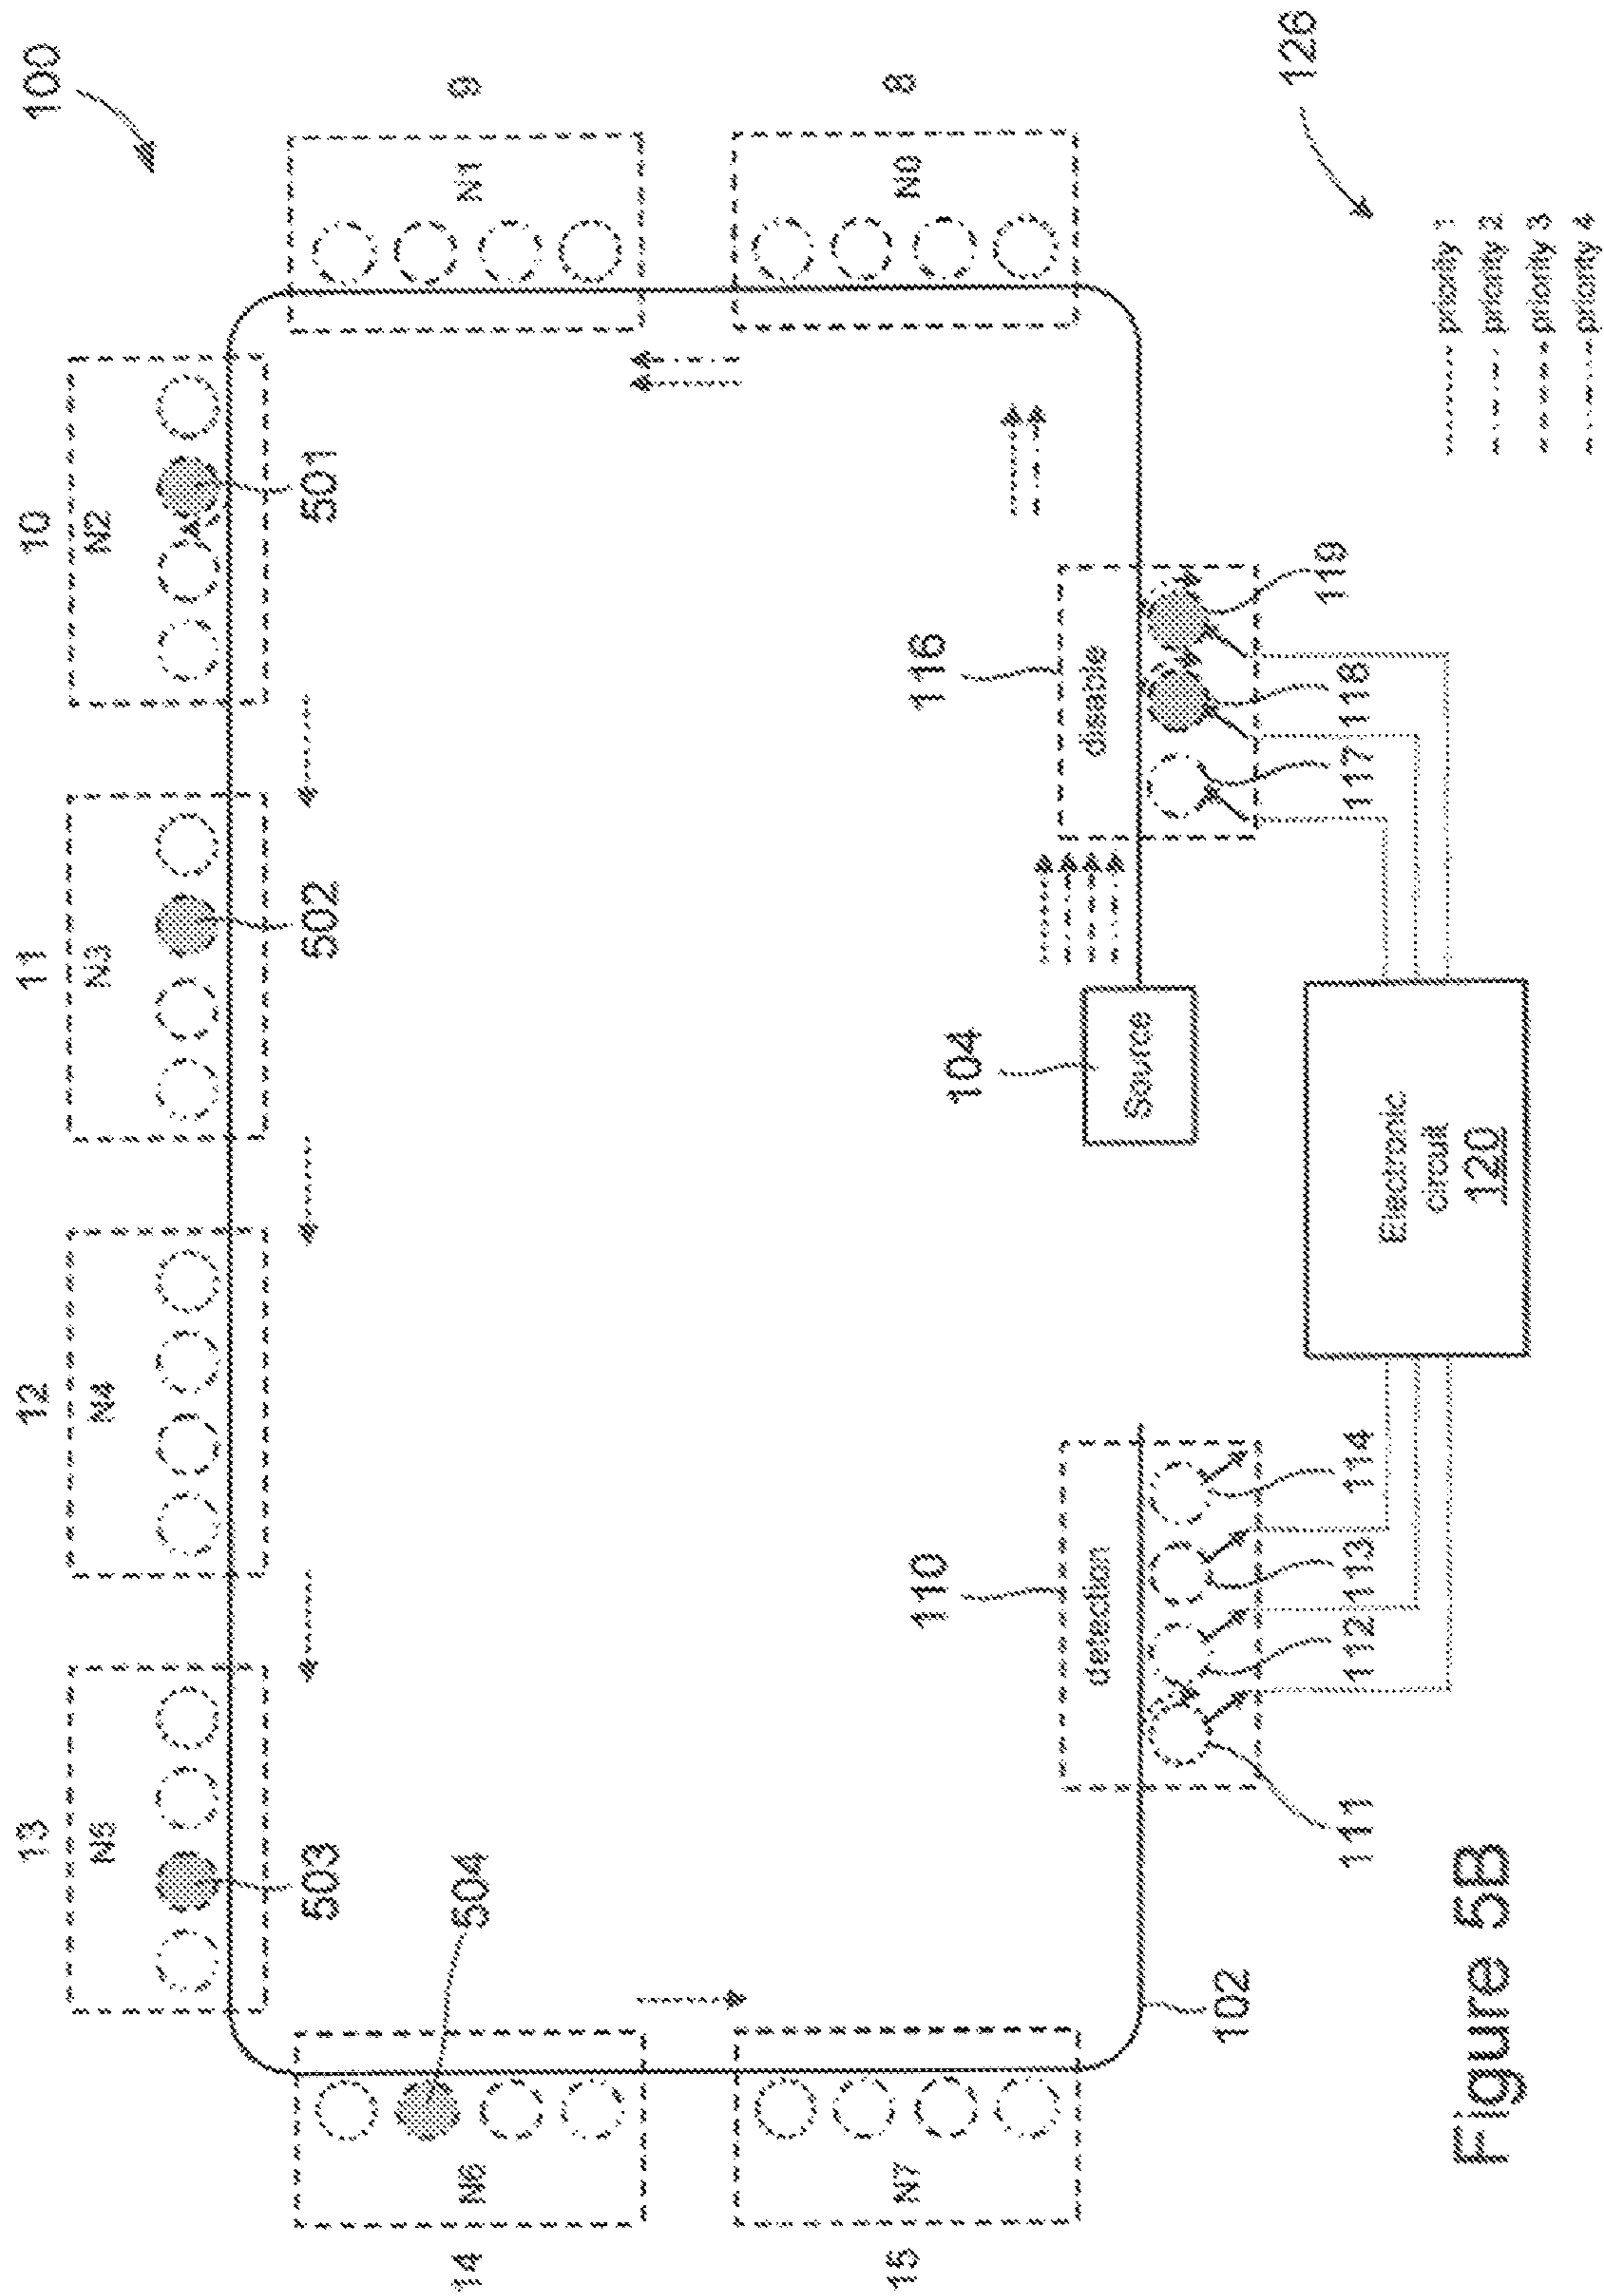 100
10
11
12
13
N2
N3
N4
N5
501
502
503
504
14
N6
N1
9
15
N7
N0
8
110
detection
104
Source
116
disable
102
111
112
113
114
Electronic
circuit
120
117
118
119
126
priority 1
priority 2
priority 3
priority 4
Figure 5B